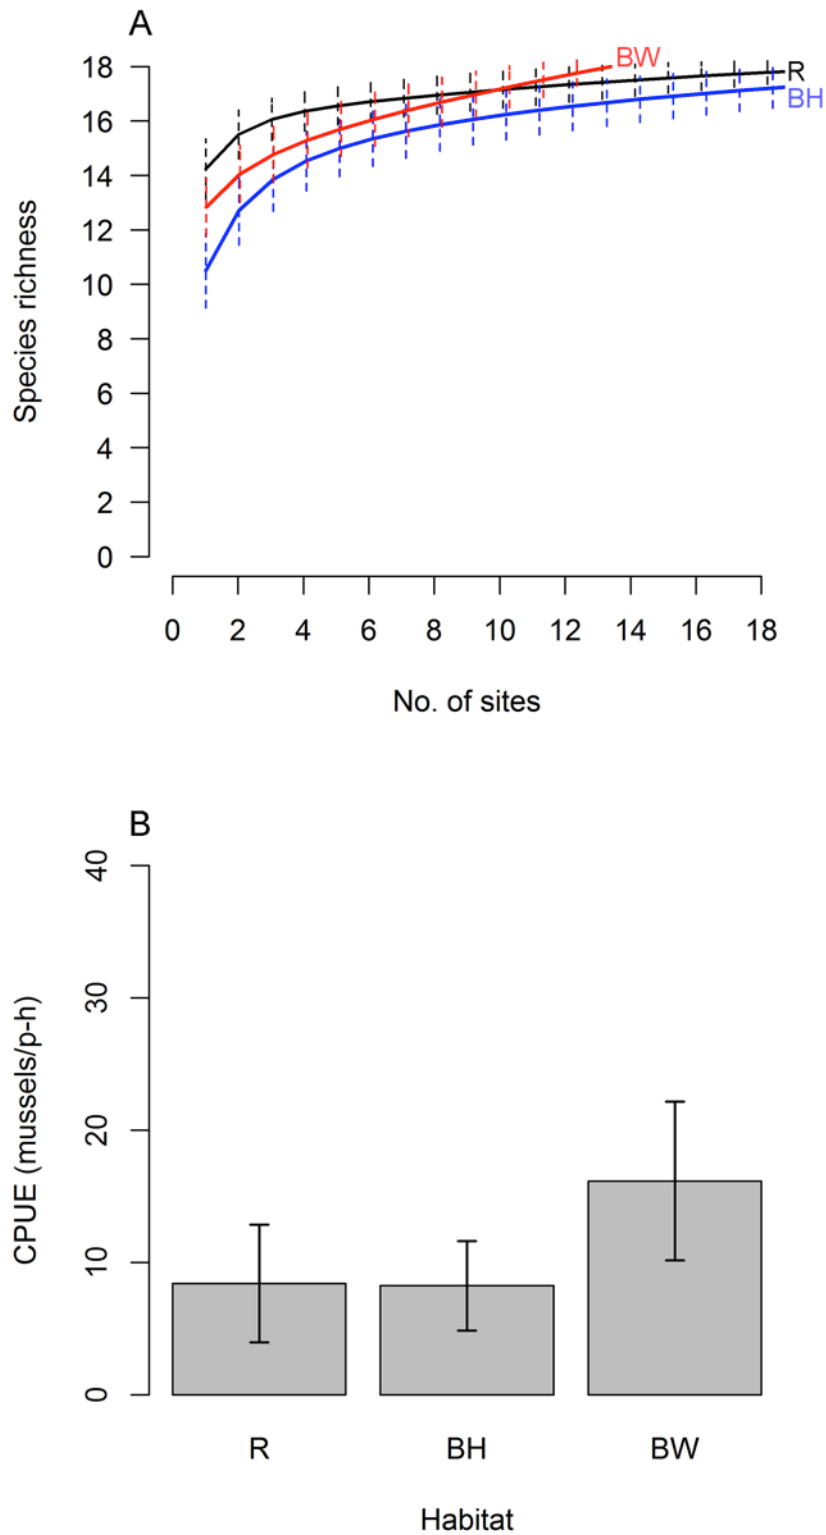 A
Species richness
18
16
14
12
10
8
6
4
2
0
BW
R
BH
0 2 4 6 8 10 12 14 16 18
No. of sites
B
CPUE (mussels/p-h)
40
30
20
10
0
R BH BW
Habitat